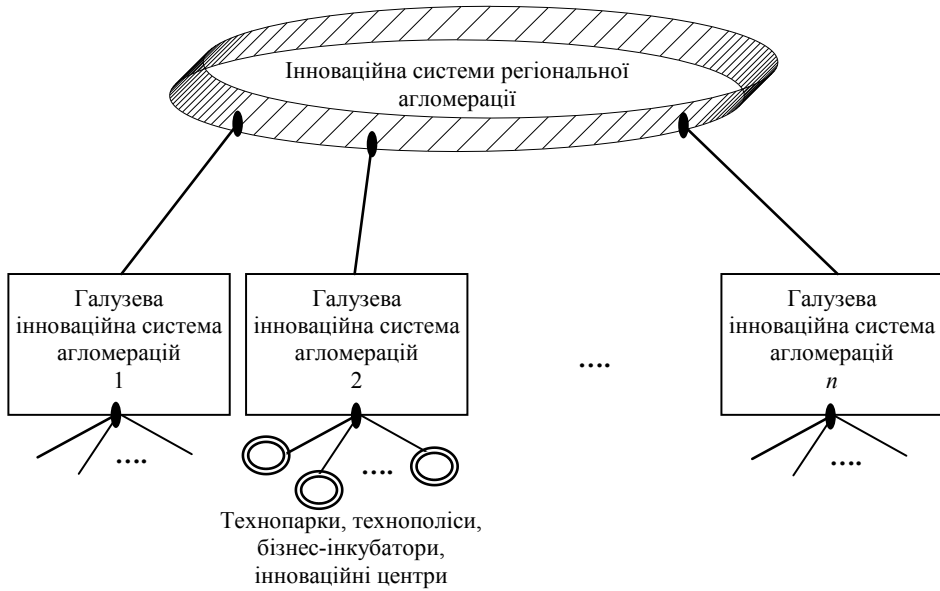 Інноваційна системи регіональної
агломерації
Галузева
інноваційна система
агломерацій
1
Галузева
інноваційна система
агломерацій
2
....
Галузева
інноваційна система
агломерацій
n
....
....
....
Технопарки, технополіси,
бізнес-інкубатори,
інноваційні центри